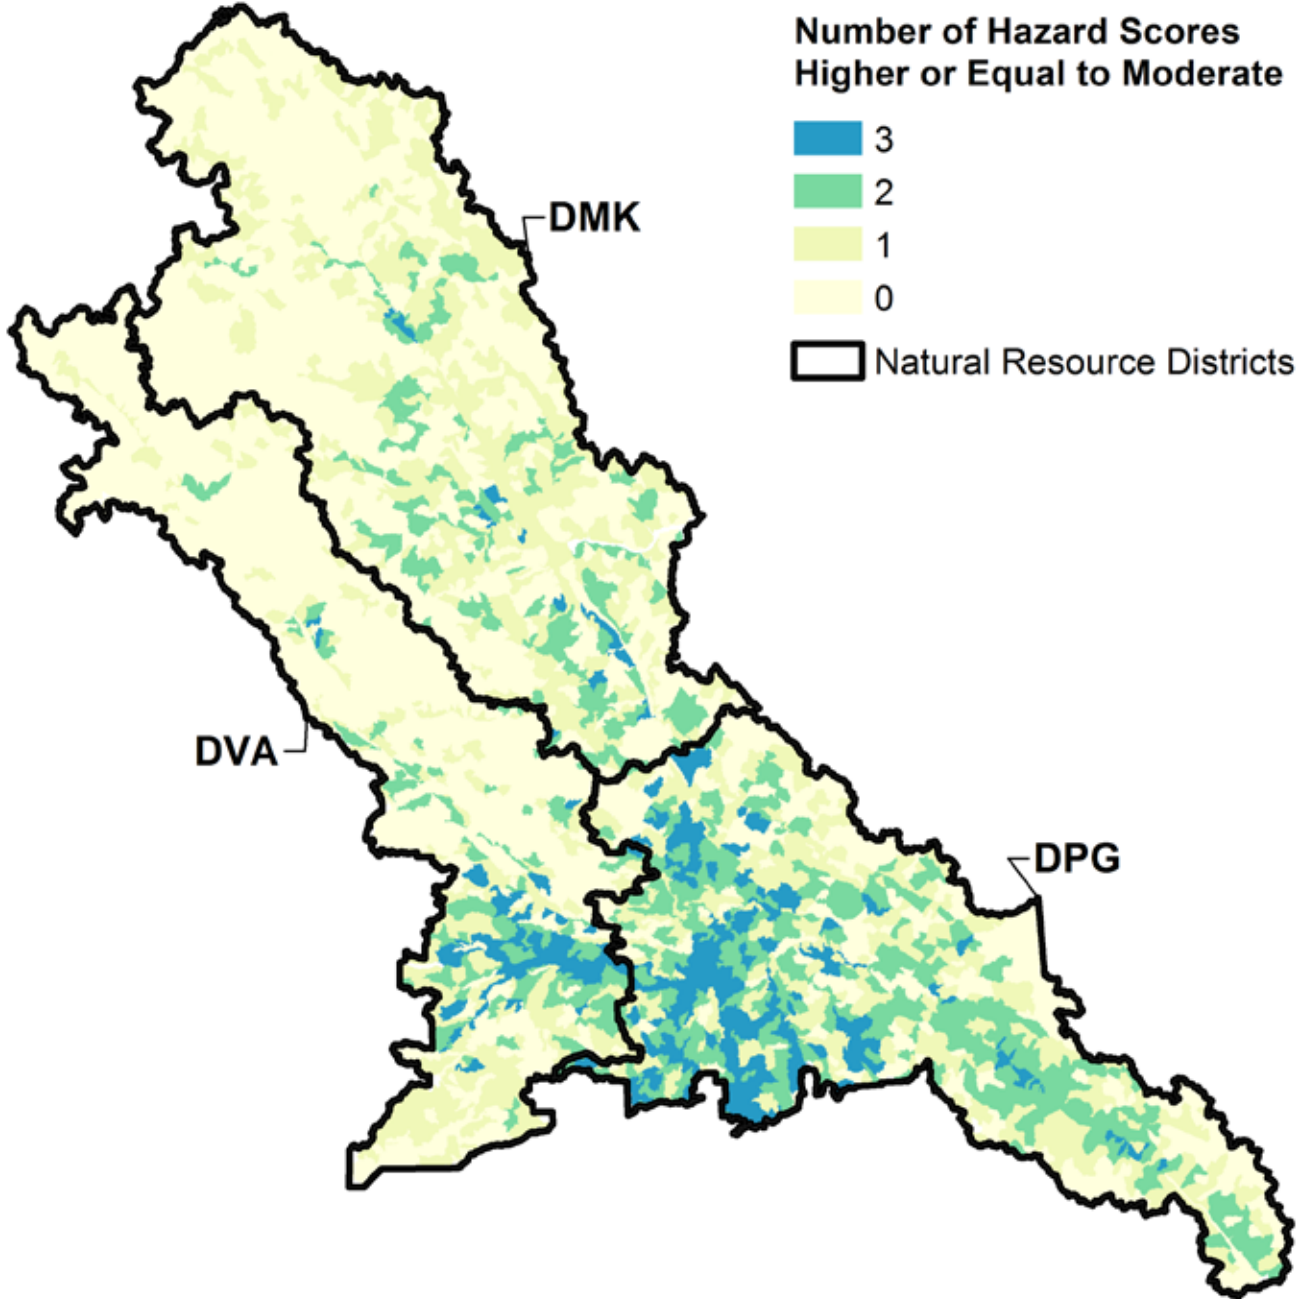 Number of Hazard Scores
Higher or Equal to Moderate
3
2
1
0
Natural Resource Districts
DMK
DVA
DPG